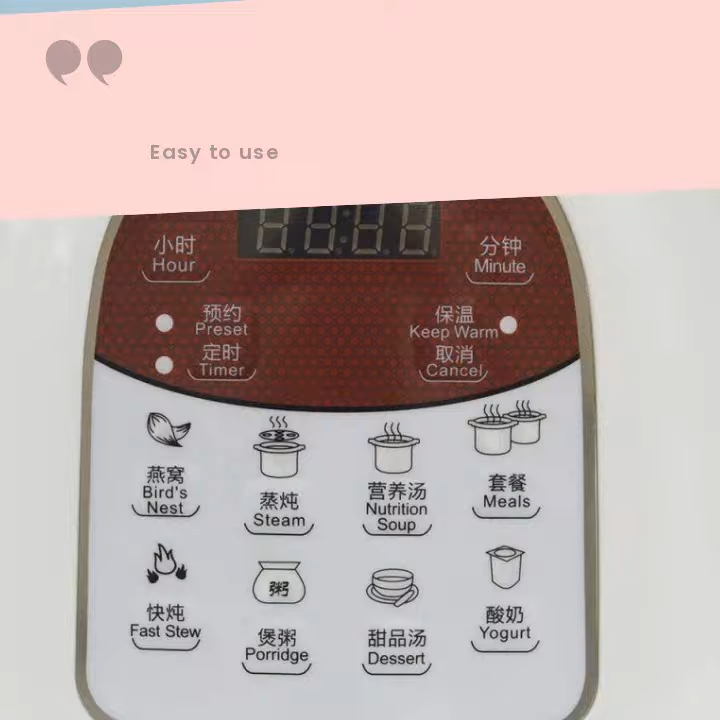 Easy to use
小时
Hour
分钟
Minute
预约
Preset
定时
Timer
保温
Keep Warm
取消
Cancel
燕窝
Bird's
Nest
蒸炖
Steam
营养汤
Nutrition
Soup
套餐
Meals
快炖
Fast Stew
粥
煲粥
Porridge
甜品汤
Dessert
酸奶
Yogurt